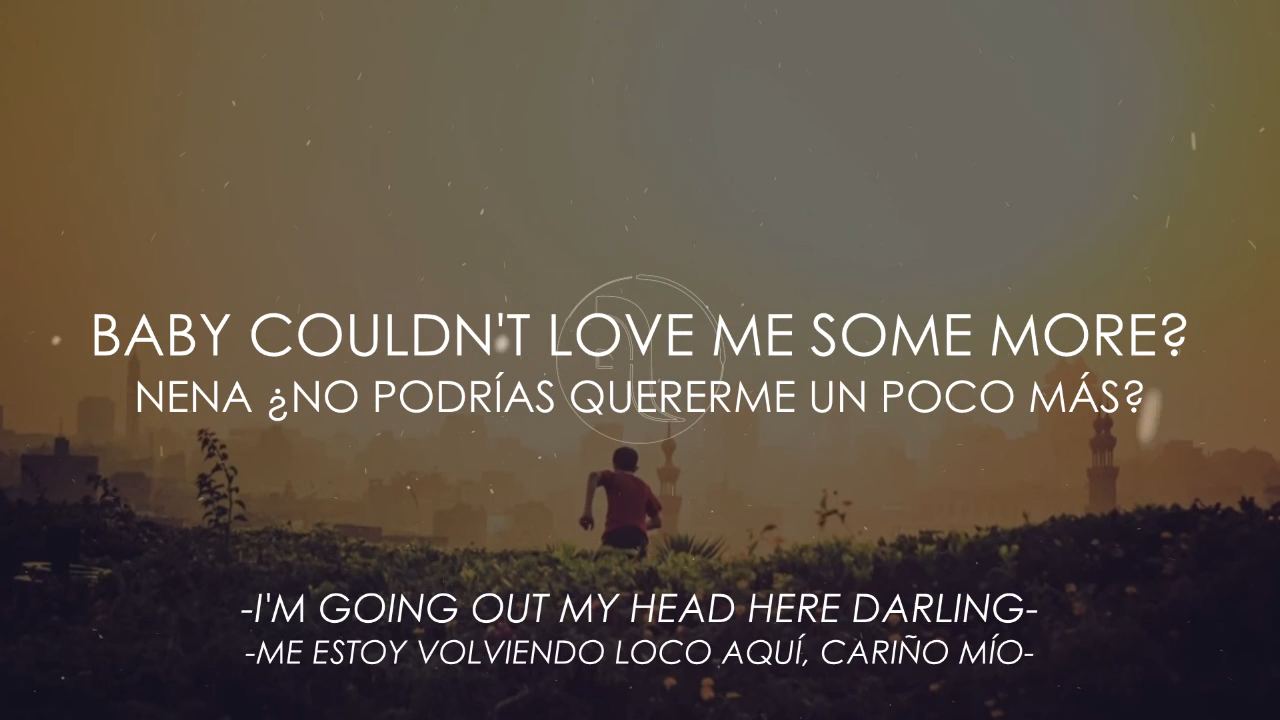 BABY COULDN'T LOVE ME SOME MORE?
NENA ¿NO PODRÍAS QUERERME UN POCO MÁS?
-I'M GOING OUT MY HEAD HERE DARLING-
-ME ESTOY VOLVIENDO LOCO AQUÍ, CARIÑO MÍO-